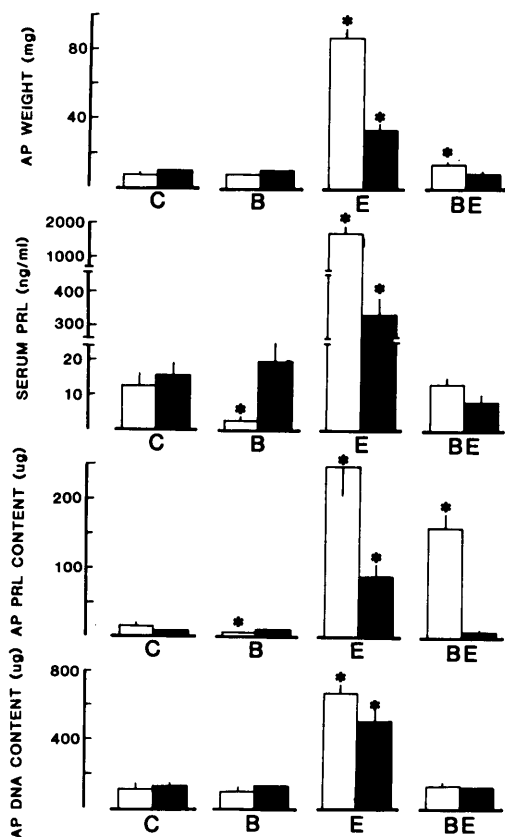 AP WEIGHT (mg)
80
40
* * *
C B E BE
SERUM PRL (ng/ml)
2000
1000
400
300
20
10
* * *
C B E BE
AP PRL CONTENT (ug)
200
100
* * * *
C B E BE
AP DNA CONTENT (ug)
800
400
* *
C B E BE